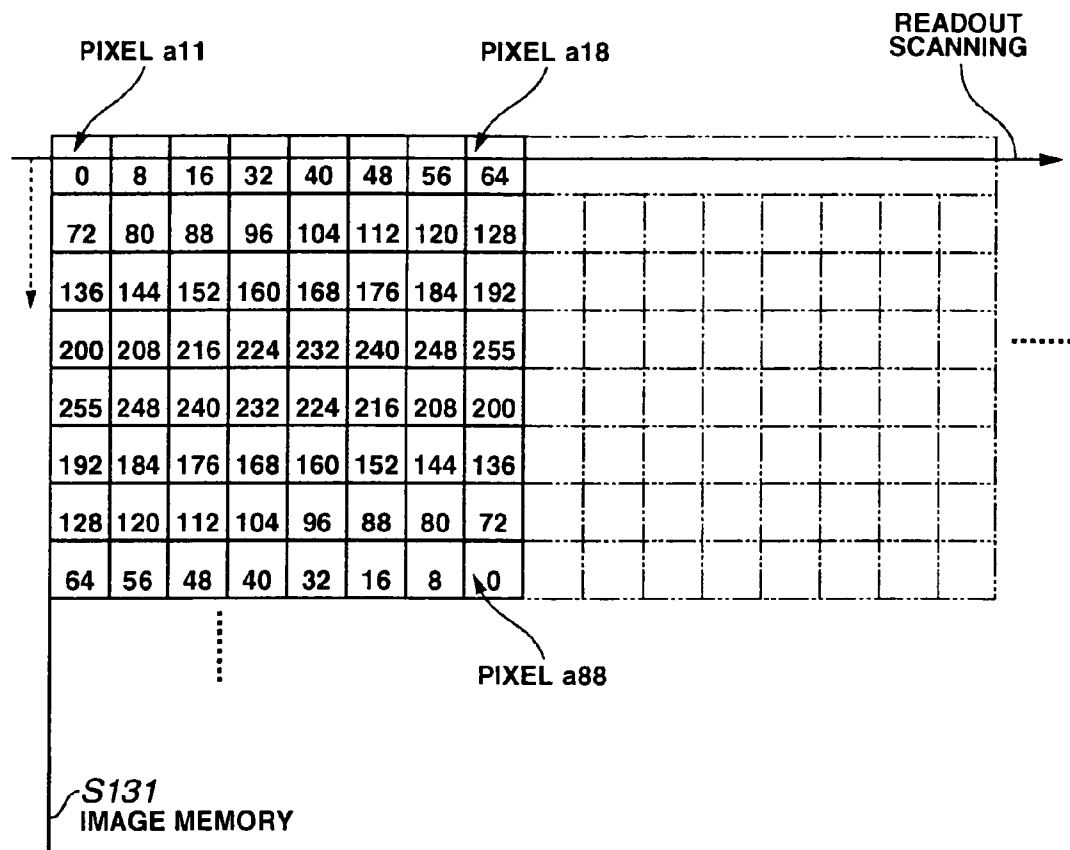 READOUT
SCANNING
PIXEL a11
PIXEL a18
0 8 16 32 40 48 56 64
72 80 88 96 104 112 120 128
136 144 152 160 168 176 184 192
200 208 216 224 232 240 248 255
255 248 240 232 224 216 208 200
192 184 176 168 160 152 144 136
128 120 112 104 96 88 80 72
64 56 48 40 32 16 8 0
PIXEL a88
S131
IMAGE MEMORY